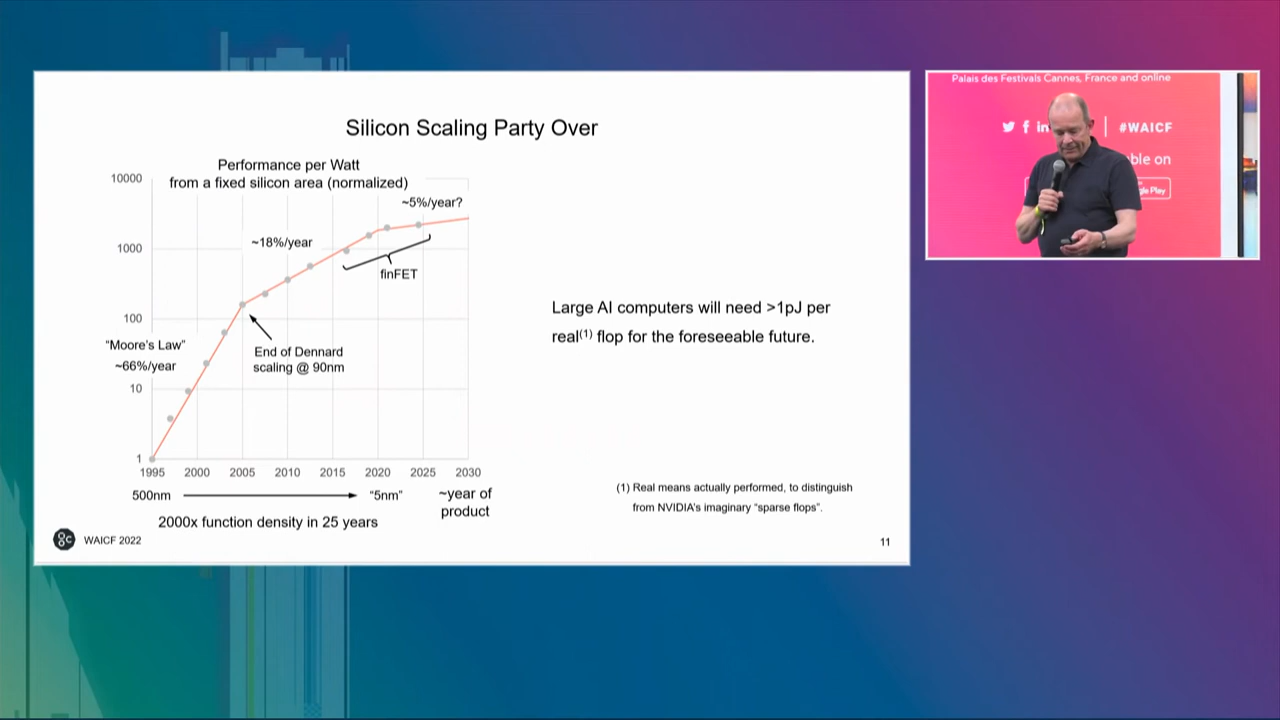 Silicon Scaling Party Over
Performance per Watt
from a fixed silicon area (normalized)
10000
1000
100
10
1
~5%/year?
~18%/year
finFET
"Moore's Law"
~66%/year
End of Dennard
scaling @ 90nm
1995 2000 2005 2010 2015 2020 2025 2030
500nm "5nm" ~year of
product
2000x function density in 25 years
Large AI computers will need >1pJ per
real(1) flop for the foreseeable future.
(1) Real means actually performed, to distinguish
from NVIDIA's imaginary "sparse flops".
WAICF 2022
11
Palais des Festivals Cannes, France and online
in
#WAICF
on
Play